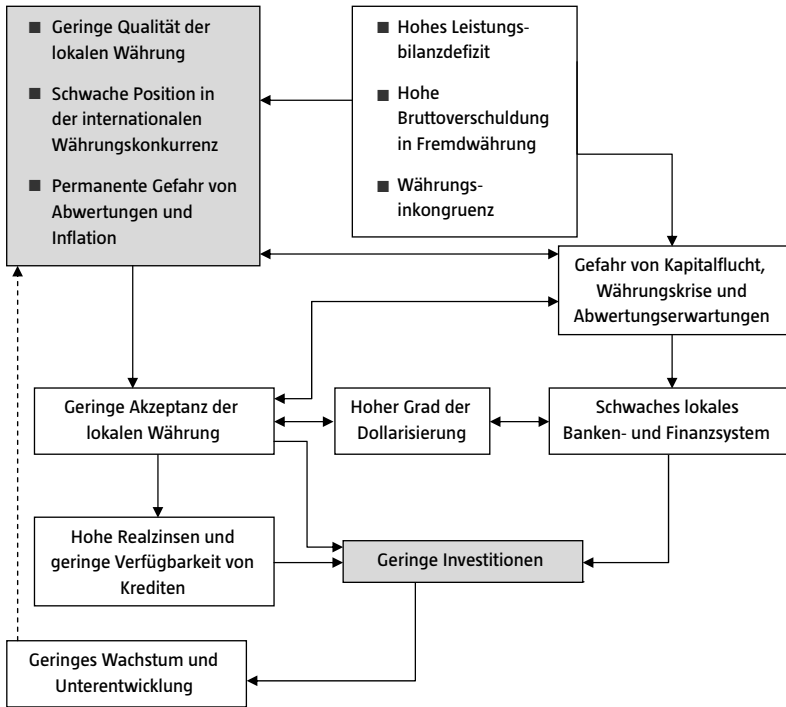 ■ Geringe Qualität der
lokalen Währung
■ Schwache Position in
der internationalen
Währungskonkurrenz
■ Permanente Gefahr von
Abwertungen und
Inflation
■ Hohes Leistungs-
bilanzdefizit
■ Hohe
Bruttoverschuldung
in Fremdwährung
■ Währungs-
inkongruenz
Gefahr von Kapitalflucht,
Währungskrise und
Abwertungserwartungen
Geringe Akzeptanz der
lokalen Währung
Hoher Grad der
Dollarisierung
Schwaches lokales
Banken- und Finanzsystem
Hohe Realzinsen und
geringe Verfügbarkeit von
Krediten
Geringe Investitionen
Geringes Wachstum und
Unterentwicklung